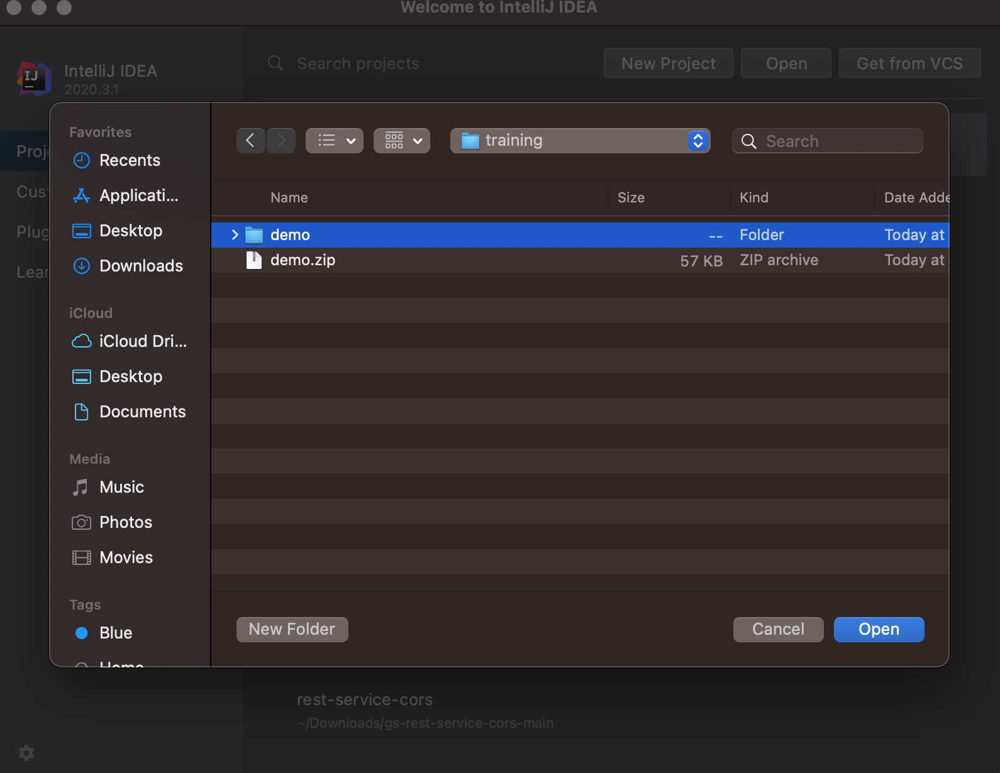 Welcome to IntelliJ IDEA
IntelliJ IDEA
2020.3.1
Search projects
New Project
Open
Get from VCS
Proj
Cust
Plug
Lear
Favorites
Recents
Applicati...
Desktop
Downloads
iCloud
iCloud Dri...
Desktop
Documents
Media
Music
Photos
Movies
Tags
Blue
Home
training
Search
Name Size Kind Date Adde
demo -- Folder Today at
demo.zip 57 KB ZIP archive Today at
New Folder
Cancel
Open
rest-service-cors
~/Downloads/gs-rest-service-cors-main